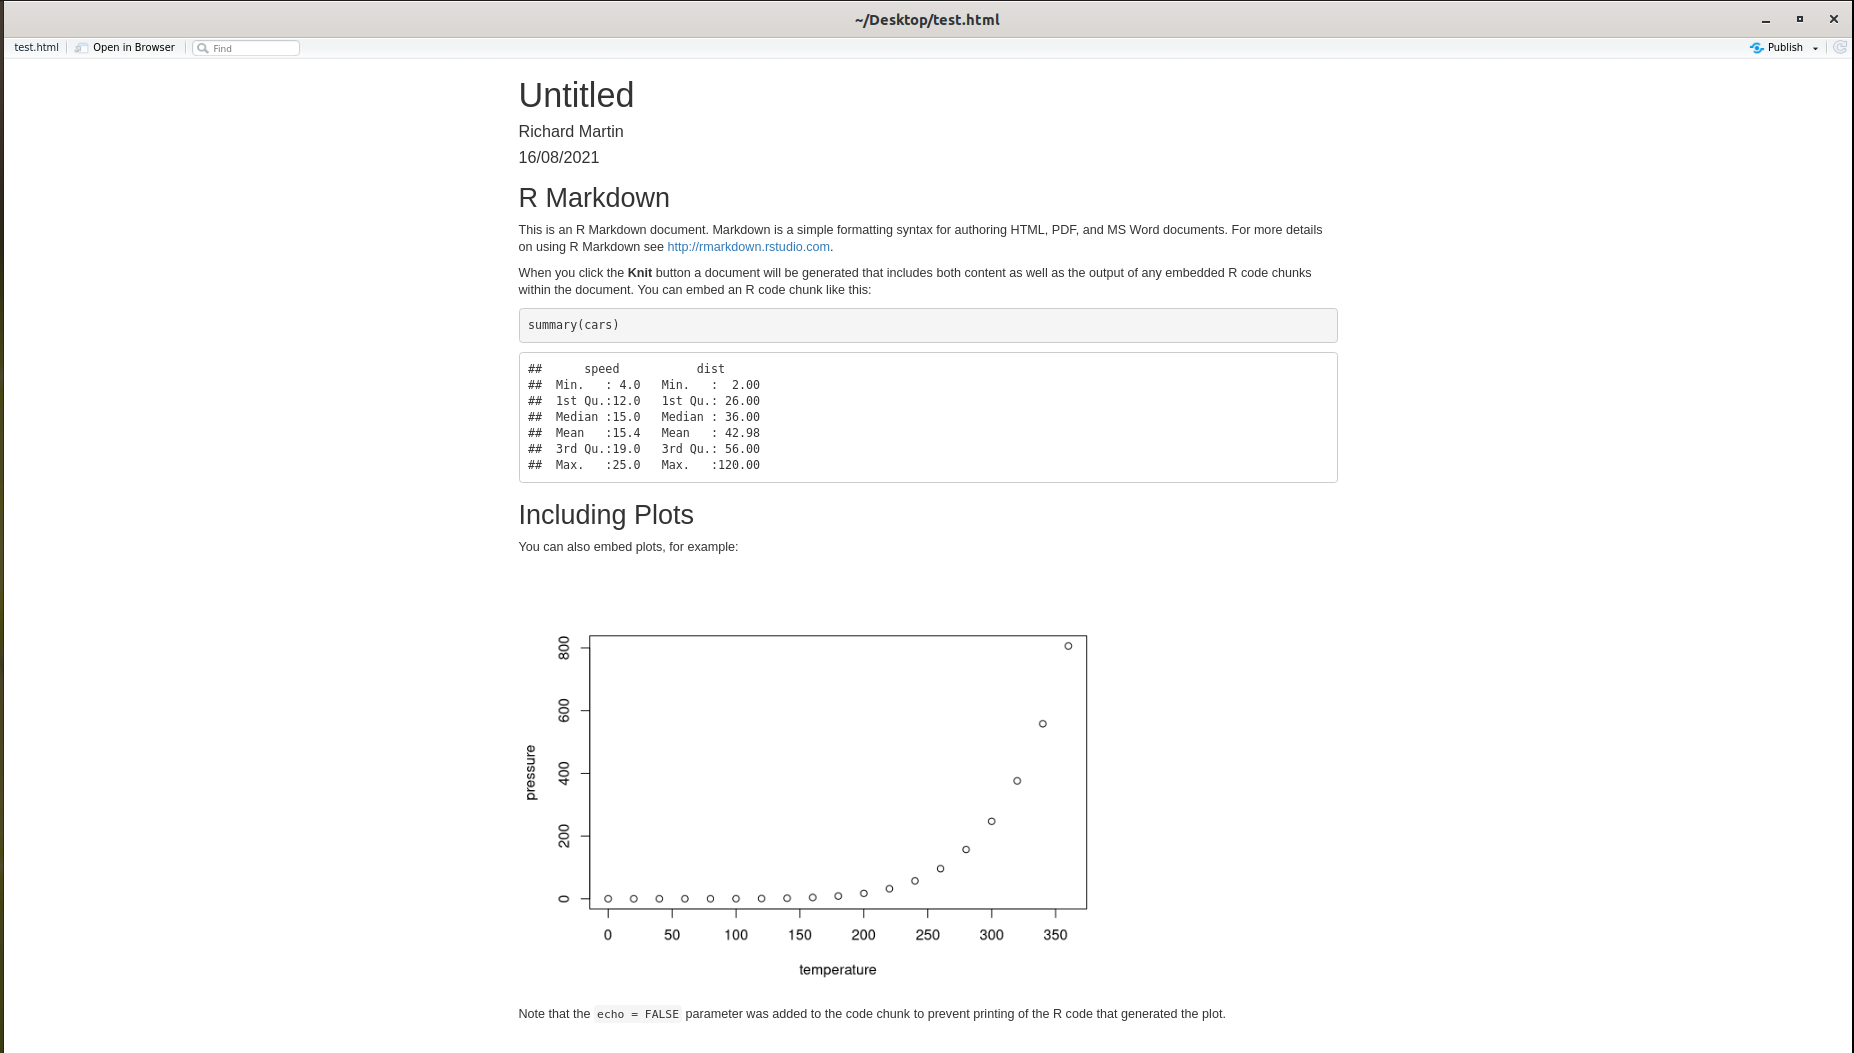 ~/Desktop/test.html
test.html Open in Browser Find Publish
Untitled
Richard Martin
16/08/2021
R Markdown
This is an R Markdown document. Markdown is a simple formatting syntax for authoring HTML, PDF, and MS Word documents. For more details
on using R Markdown see http://rmarkdown.rstudio.com.
When you click the Knit button a document will be generated that includes both content as well as the output of any embedded R code chunks
within the document. You can embed an R code chunk like this:
summary(cars)
##      speed           dist
##  Min.   : 4.0   Min.   :  2.00
##  1st Qu.:12.0   1st Qu.: 26.00
##  Median :15.0   Median : 36.00
##  Mean   :15.4   Mean   : 42.98
##  3rd Qu.:19.0   3rd Qu.: 56.00
##  Max.   :25.0   Max.   :120.00
Including Plots
You can also embed plots, for example:
800
600
400
200
0
pressure
0 50 100 150 200 250 300 350
temperature
Note that the echo = FALSE parameter was added to the code chunk to prevent printing of the R code that generated the plot.